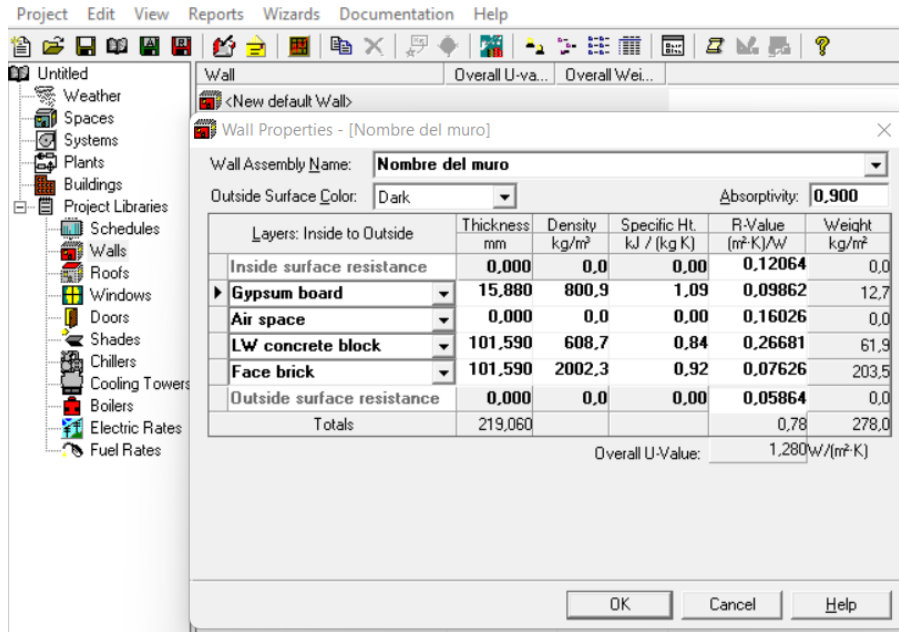 Project Edit View Reports Wizards Documentation Help
Untitled
Weather
Spaces
Systems
Plants
Buildings
Project Libraries
Schedules
Walls
Roofs
Windows
Doors
Shades
Chillers
Cooling Towers
Boilers
Electric Rates
Fuel Rates
Wall Overall U-va... Overall Wei...
<New default Wall>
Wall Properties - [Nombre del muro]
Wall Assembly Name: Nombre del muro
Outside Surface Color: Dark Absorptivity: 0,900
Layers: Inside to Outside Thickness Density Specific Ht. R-Value Weight
mm kg/m³ kJ / (kg K) (m²·K)/W kg/m²
Inside surface resistance 0,000 0,0 0,00 0,12064 0,0
Gypsum board 15,880 800,9 1,09 0,09862 12,7
Air space 0,000 0,0 0,00 0,16026 0,0
LW concrete block 101,590 608,7 0,84 0,26681 61,9
Face brick 101,590 2002,3 0,92 0,07626 203,5
Outside surface resistance 0,000 0,0 0,00 0,05864 0,0
Totals 219,060 0,78 278,0
Overall U-Value: 1,280 W/(m²·K)
OK Cancel Help